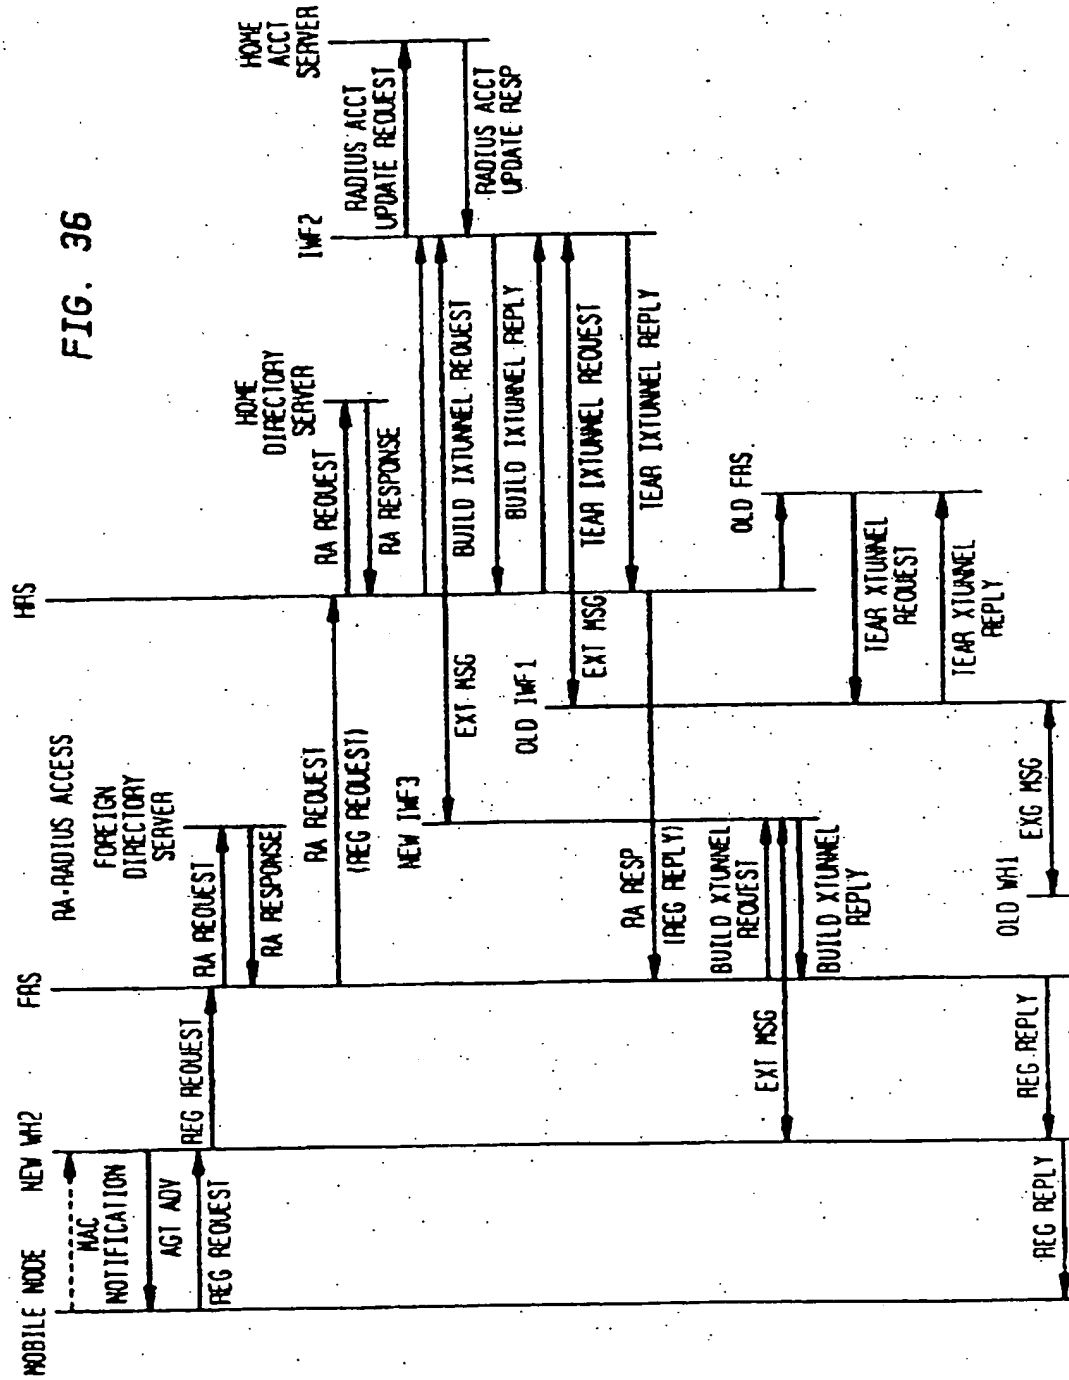 FIG. 36
MOBILE NODE
NEW WH2
FRS
RA-RADIUS ACCESS
HRS
MAC
NOTIFICATION
AGT ADV
REG REQUEST
REG REQUEST
FOREIGN
DIRECTORY
SERVER
RA REQUEST
RA RESPONSE
RA REQUEST
(REG REQUEST)
HOME
DIRECTORY
SERVER
RA REQUEST
RA RESPONSE
IWF2
HOME
ACCT
SERVER
RADIUS ACCT
UPDATE REQUEST
RADIUS ACCT
UPDATE RESP
NEW IWF3
EXT MSG
BUILD IXTUNNEL REQUEST
BUILD IXTUNNEL REPLY
OLD IWF1
EXT MSG
TEAR IXTUNNEL REQUEST
TEAR IXTUNNEL REPLY
RA RESP
(REG REPLY)
BUILD XTUNNEL
REQUEST
EXT MSG
BUILD XTUNNEL
REPLY
OLD FRS.
TEAR XTUNNEL
REQUEST
TEAR XTUNNEL
REPLY
OLD WH1
EXG MSG
REG REPLY
REG REPLY